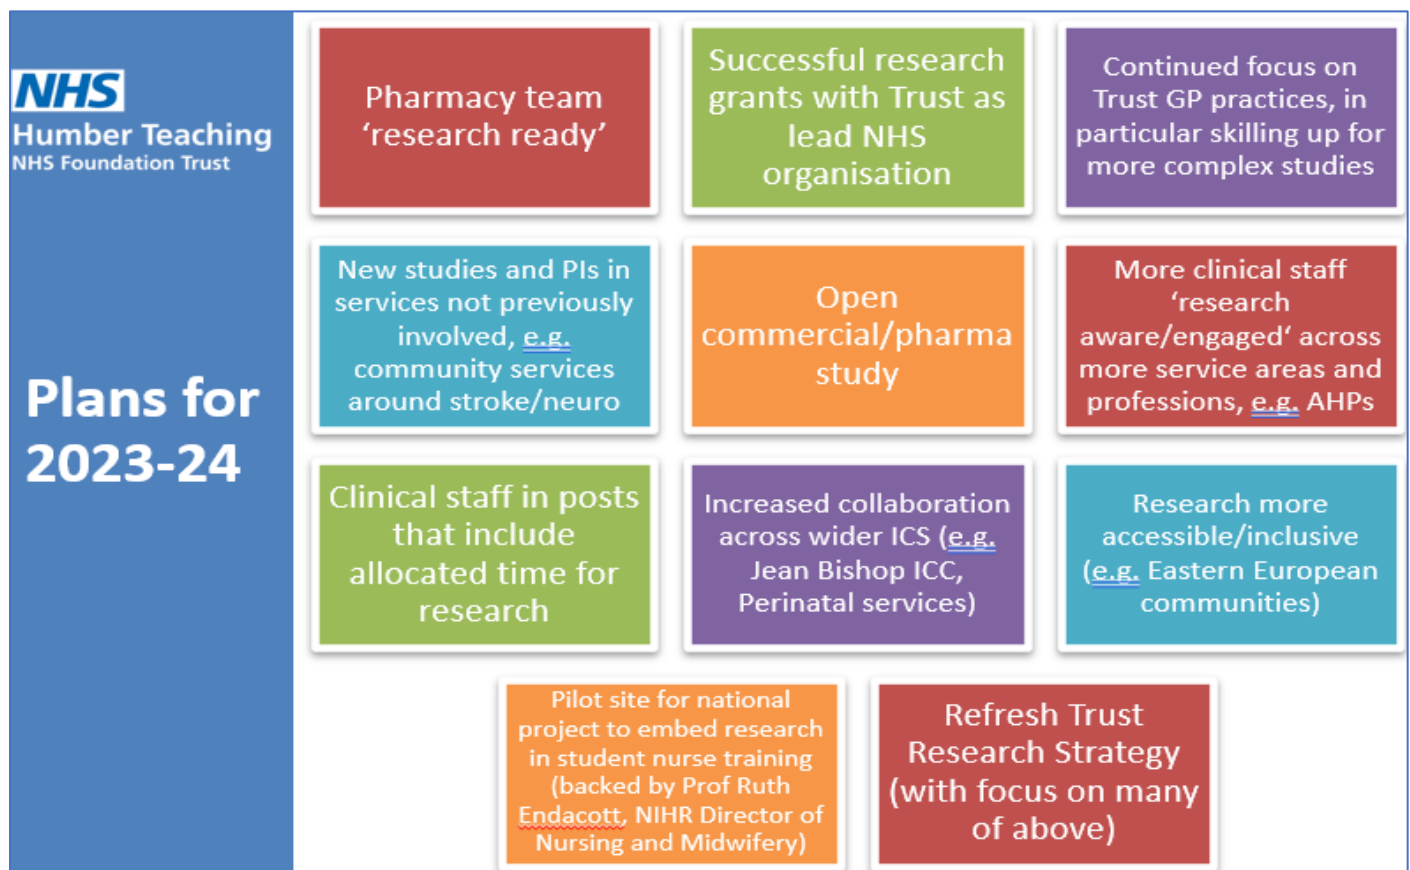 NHS
Humber Teaching
NHS Foundation Trust
Plans for
2023-24
Pharmacy team
‘research ready’
Successful research
grants with Trust as
lead NHS
organisation
Continued focus on
Trust GP practices, in
particular skilling up for
more complex studies
New studies and PIs in
services not previously
involved, e.g.
community services
around stroke/neuro
Open
commercial/pharma
study
More clinical staff
‘research
aware/engaged‘ across
more service areas and
professions, e.g. AHPs
Clinical staff in posts
that include
allocated time for
research
Increased collaboration
across wider ICS (e.g.
Jean Bishop ICC,
Perinatal services)
Research more
accessible/inclusive
(e.g. Eastern European
communities)
Pilot site for national
project to embed research
in student nurse training
(backed by Prof Ruth
Endacott, NIHR Director of
Nursing and Midwifery)
Refresh Trust
Research Strategy
(with focus on many
of above)